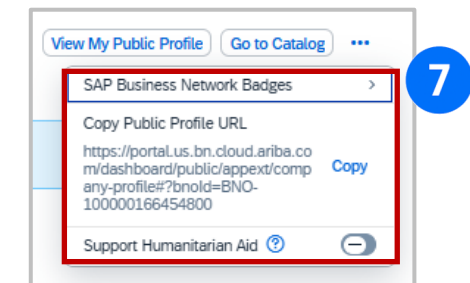 View My Public Profile Go to Catalog •••
7
SAP Business Network Badges >
Copy Public Profile URL
https://portal.us.bn.cloud.ariba.co
m/dashboard/public/appext/comp Copy
any-profile#?bnoId=BNO-
100000166454800
Support Humanitarian Aid ?